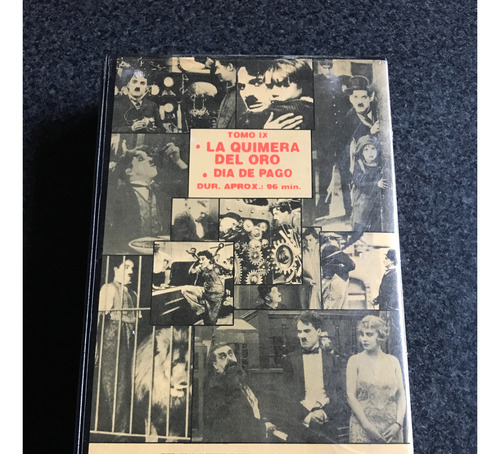 TOMO IX
• LA QUIMERA
DEL ORO
• DIA DE PAGO
DUR. APROX.: 96 min.